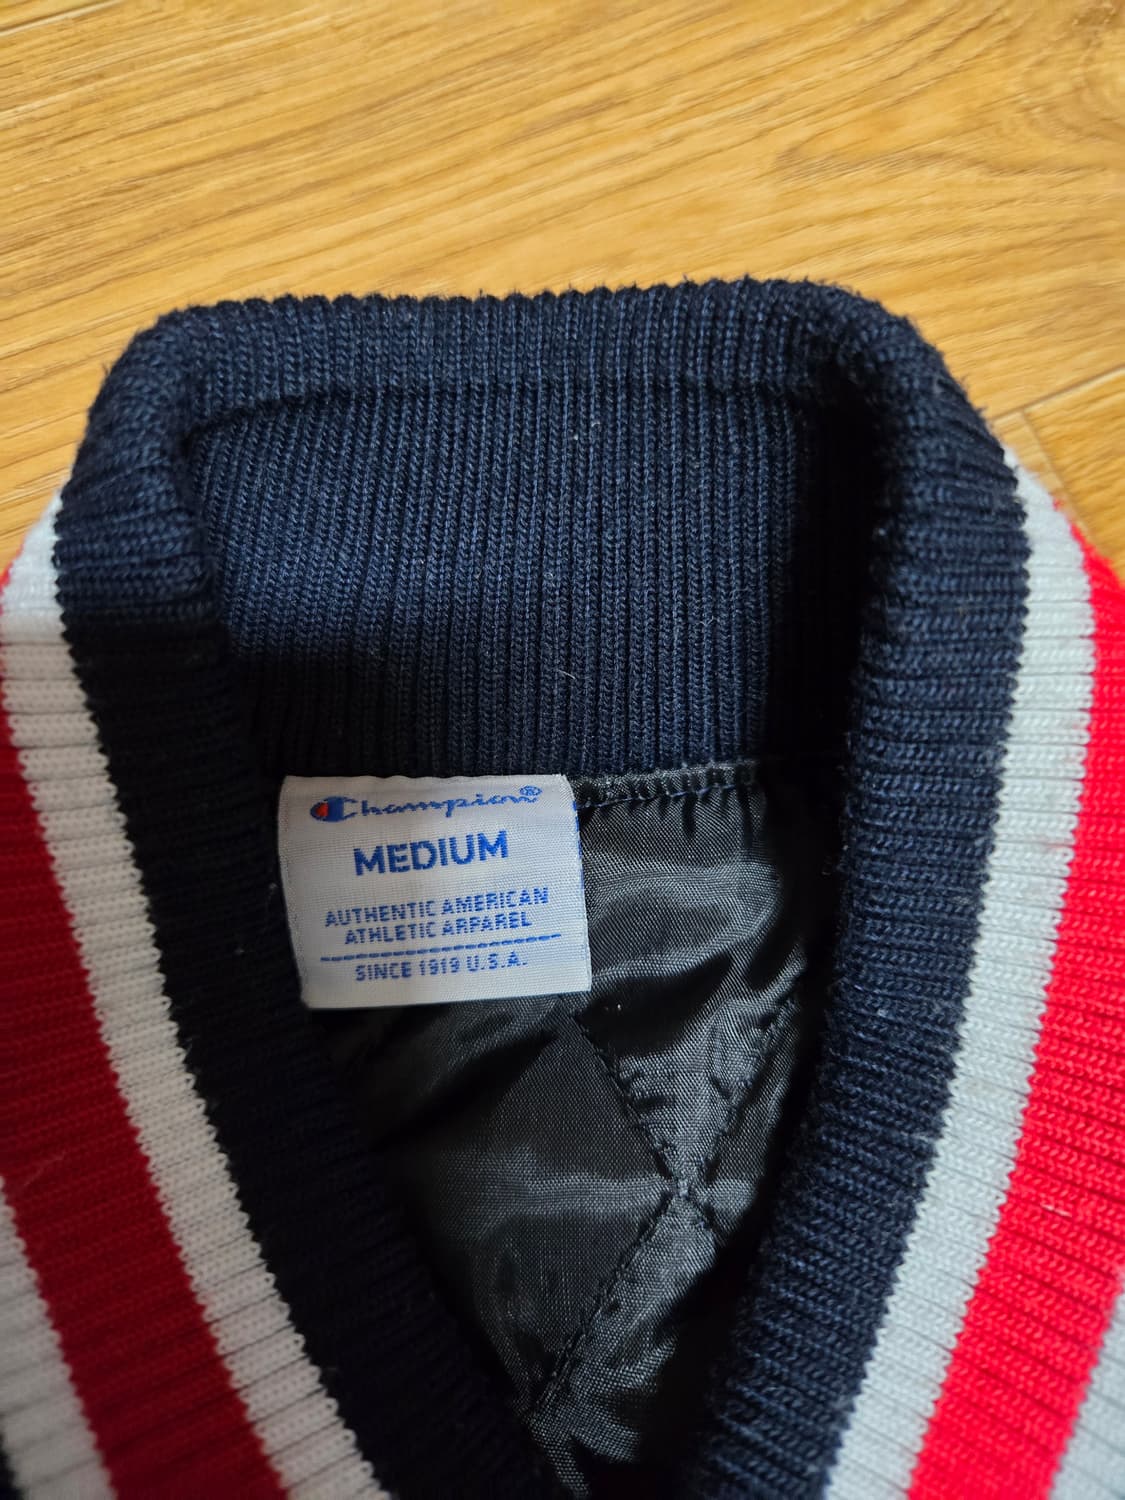 Champion®
MEDIUM
AUTHENTIC AMERICAN
ATHLETIC APPAREL
SINCE 1919 U.S.A.